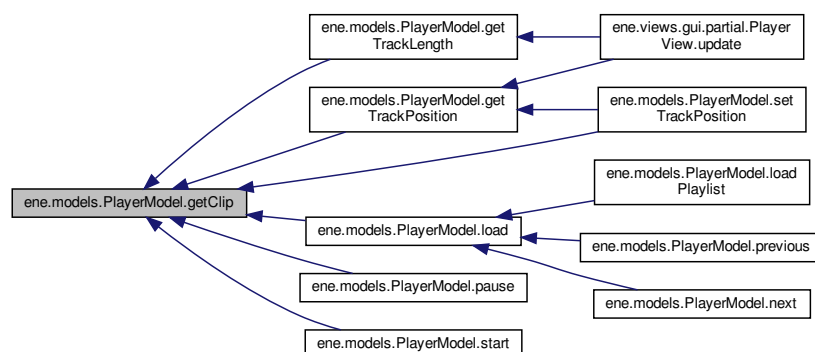 ene.models.PlayerModel.get
TrackLength
ene.views.gui.partial.Player
View.update
ene.models.PlayerModel.get
TrackPosition
ene.models.PlayerModel.set
TrackPosition
ene.models.PlayerModel.getClip
ene.models.PlayerModel.load
Playlist
ene.models.PlayerModel.load
ene.models.PlayerModel.previous
ene.models.PlayerModel.pause
ene.models.PlayerModel.next
ene.models.PlayerModel.start